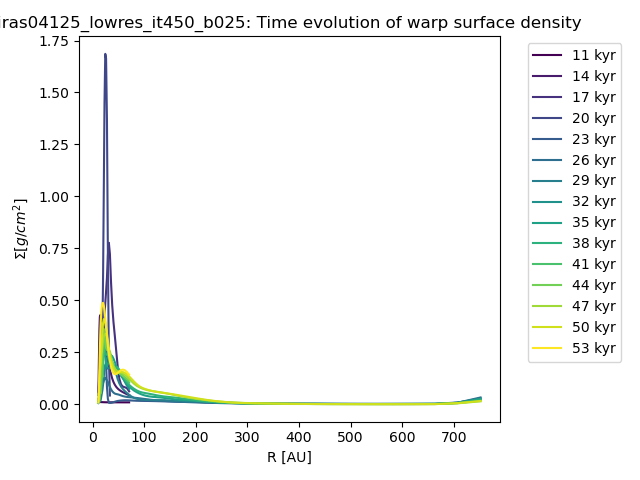 iras04125_lowres_it450_b025: Time evolution of warp surface density
1.75
1.50
1.25
1.00
0.75
0.50
0.25
0.00
Σ[g/cm²]
0 100 200 300 400 500 600 700
R [AU]
11 kyr
14 kyr
17 kyr
20 kyr
23 kyr
26 kyr
29 kyr
32 kyr
35 kyr
38 kyr
41 kyr
44 kyr
47 kyr
50 kyr
53 kyr